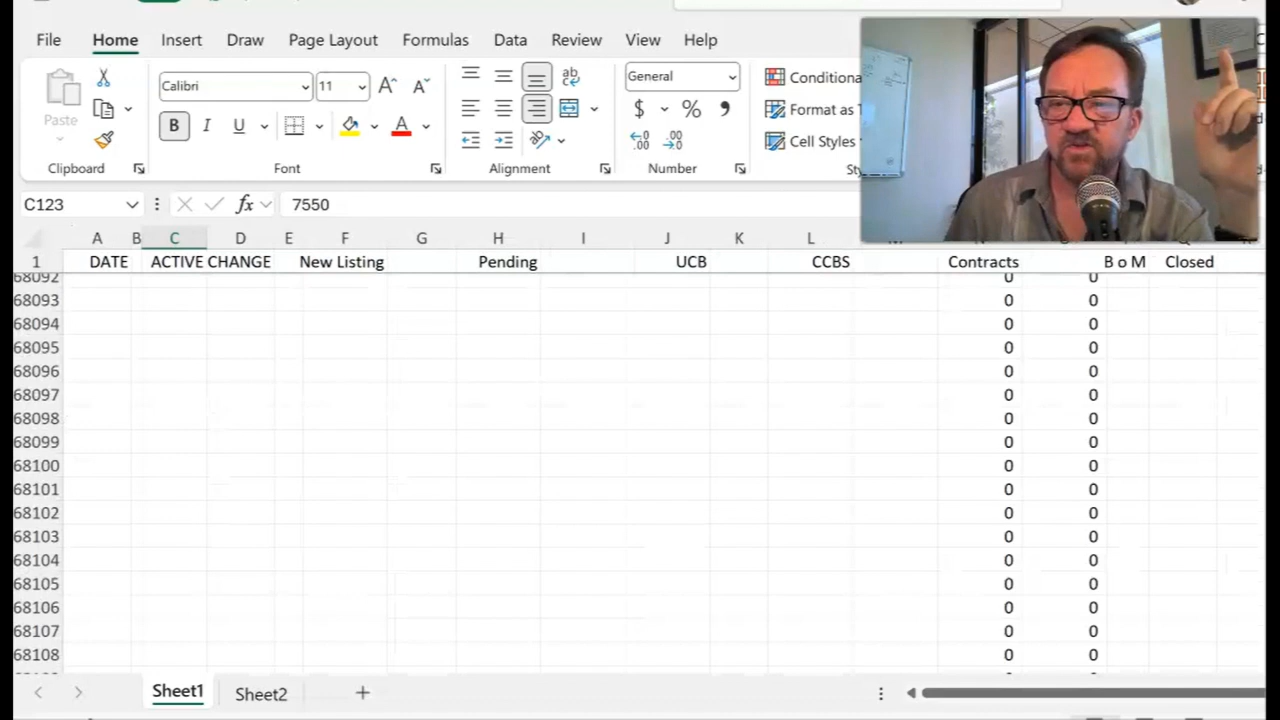 File Home Insert Draw Page Layout Formulas Data Review View Help
Calibri 11 General Conditiona
Paste B I U $ % , Format as
Cell Styles
Clipboard Font Alignment Number
C123 fx 7550
A B C D E F G H I J K L
1 DATE ACTIVE CHANGE New Listing Pending UCB CCBS Contracts B o M Closed
68092 0 0
68093 0 0
68094 0 0
68095 0 0
68096 0 0
68097 0 0
68098 0 0
68099 0 0
68100 0 0
68101 0 0
68102 0 0
68103 0 0
68104 0 0
68105 0 0
68106 0 0
68107 0 0
68108 0 0
Sheet1 Sheet2